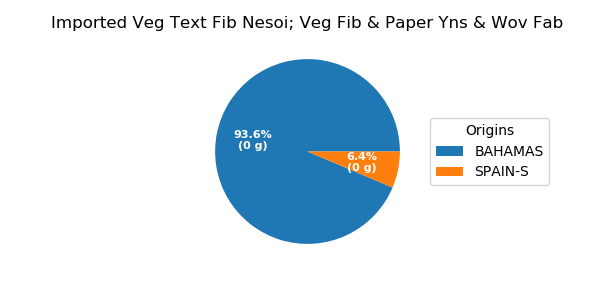 Imported Veg Text Fib Nesoi; Veg Fib & Paper Yns & Wov Fab
93.6%
(0 g)
6.4%
(0 g)
Origins
BAHAMAS
SPAIN-S